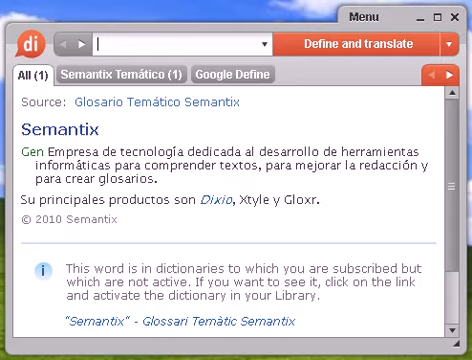 Menu
di
Define and translate
All (1) Semantix Temático (1) Google Define
Source: Glosario Temático Semantix
Semantix
Gen Empresa de tecnología dedicada al desarrollo de herramientas
informáticas para comprender textos, para mejorar la redacción y
para crear glosarios.
Su principales productos son Dixio, Xtyle y Gloxr.
© 2010 Semantix
i
This word is in dictionaries to which you are subscribed but
which are not active. If you want to see it, click on the link
and activate the dictionary in your Library.
"Semantix" - Glossari Temàtic Semantix